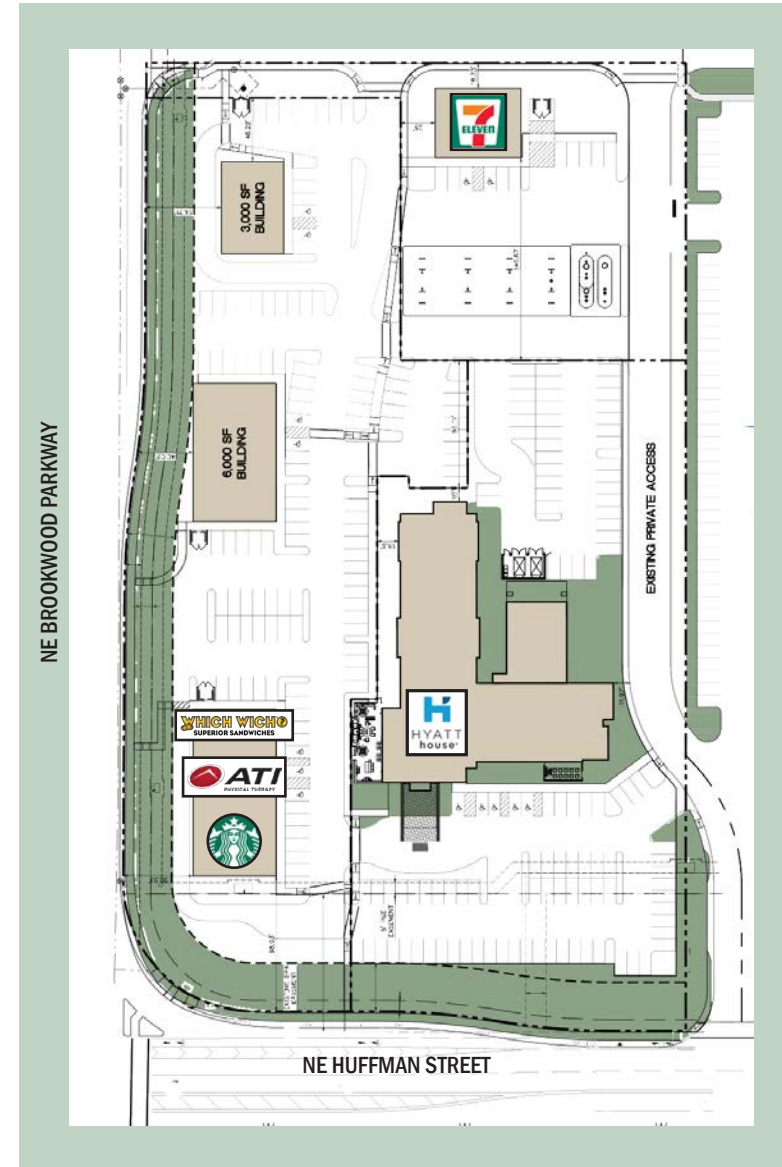 7
ELEVEN
3,000 SF
BUILDING
6,000 SF
BUILDING
NE BROOKWOOD PARKWAY
EXISTING PRIVATE ACCESS
WHICH WICH
SUPERIOR SANDWICHES
ATI
PHYSICAL THERAPY
H
HYATT
house
EASEMENT
NE HUFFMAN STREET